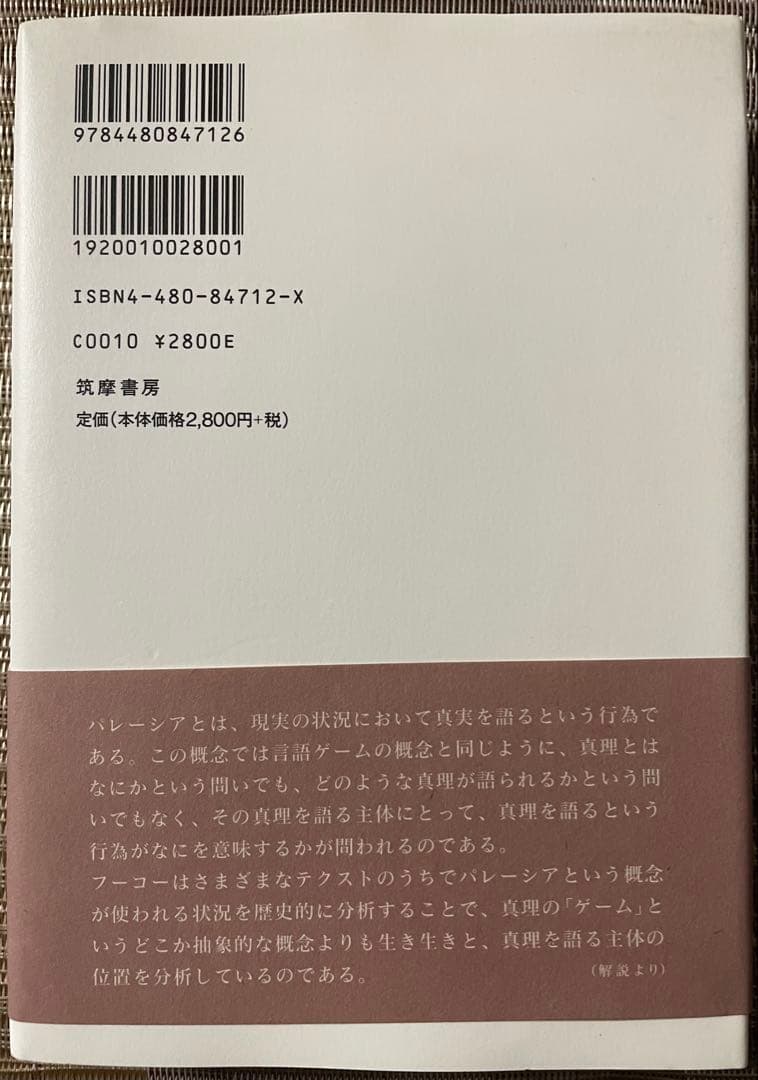 9784480847126
1920010028001
ISBN4-480-84712-X
C0010 ¥2800E
筑摩書房
定価(本体価格2,800円+税)
パレーシアとは、現実の状況において真実を語るという行為で
ある。この概念では言語ゲームの概念と同じように、真理とは
なにかという問いでも、どのような真理が語られるかという問
いでもなく、その真理を語る主体にとって、真理を語るという
行為がなにを意味するかが問われるのである。
フーコーはさまざまなテクストのうちでパレーシアという概念
が使われる状況を歴史的に分析することで、真理の「ゲーム」と
いうどこか抽象的な概念よりも生き生きと、真理を語る主体の
位置を分析しているのである。
(解説より)